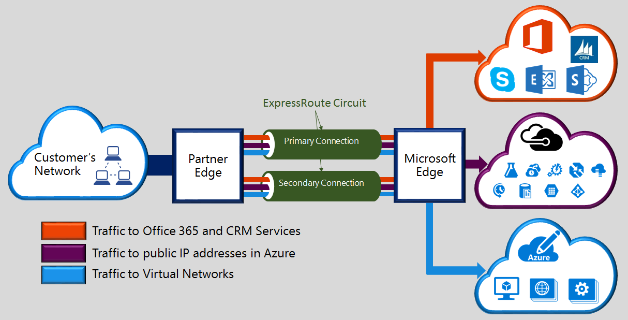 CRM
ExpressRoute Circuit
Customer's
Network
Partner
Edge
Primary Connection
Secondary Connection
Microsoft
Edge
Traffic to Office 365 and CRM Services
Traffic to public IP addresses in Azure
Traffic to Virtual Networks
Azure